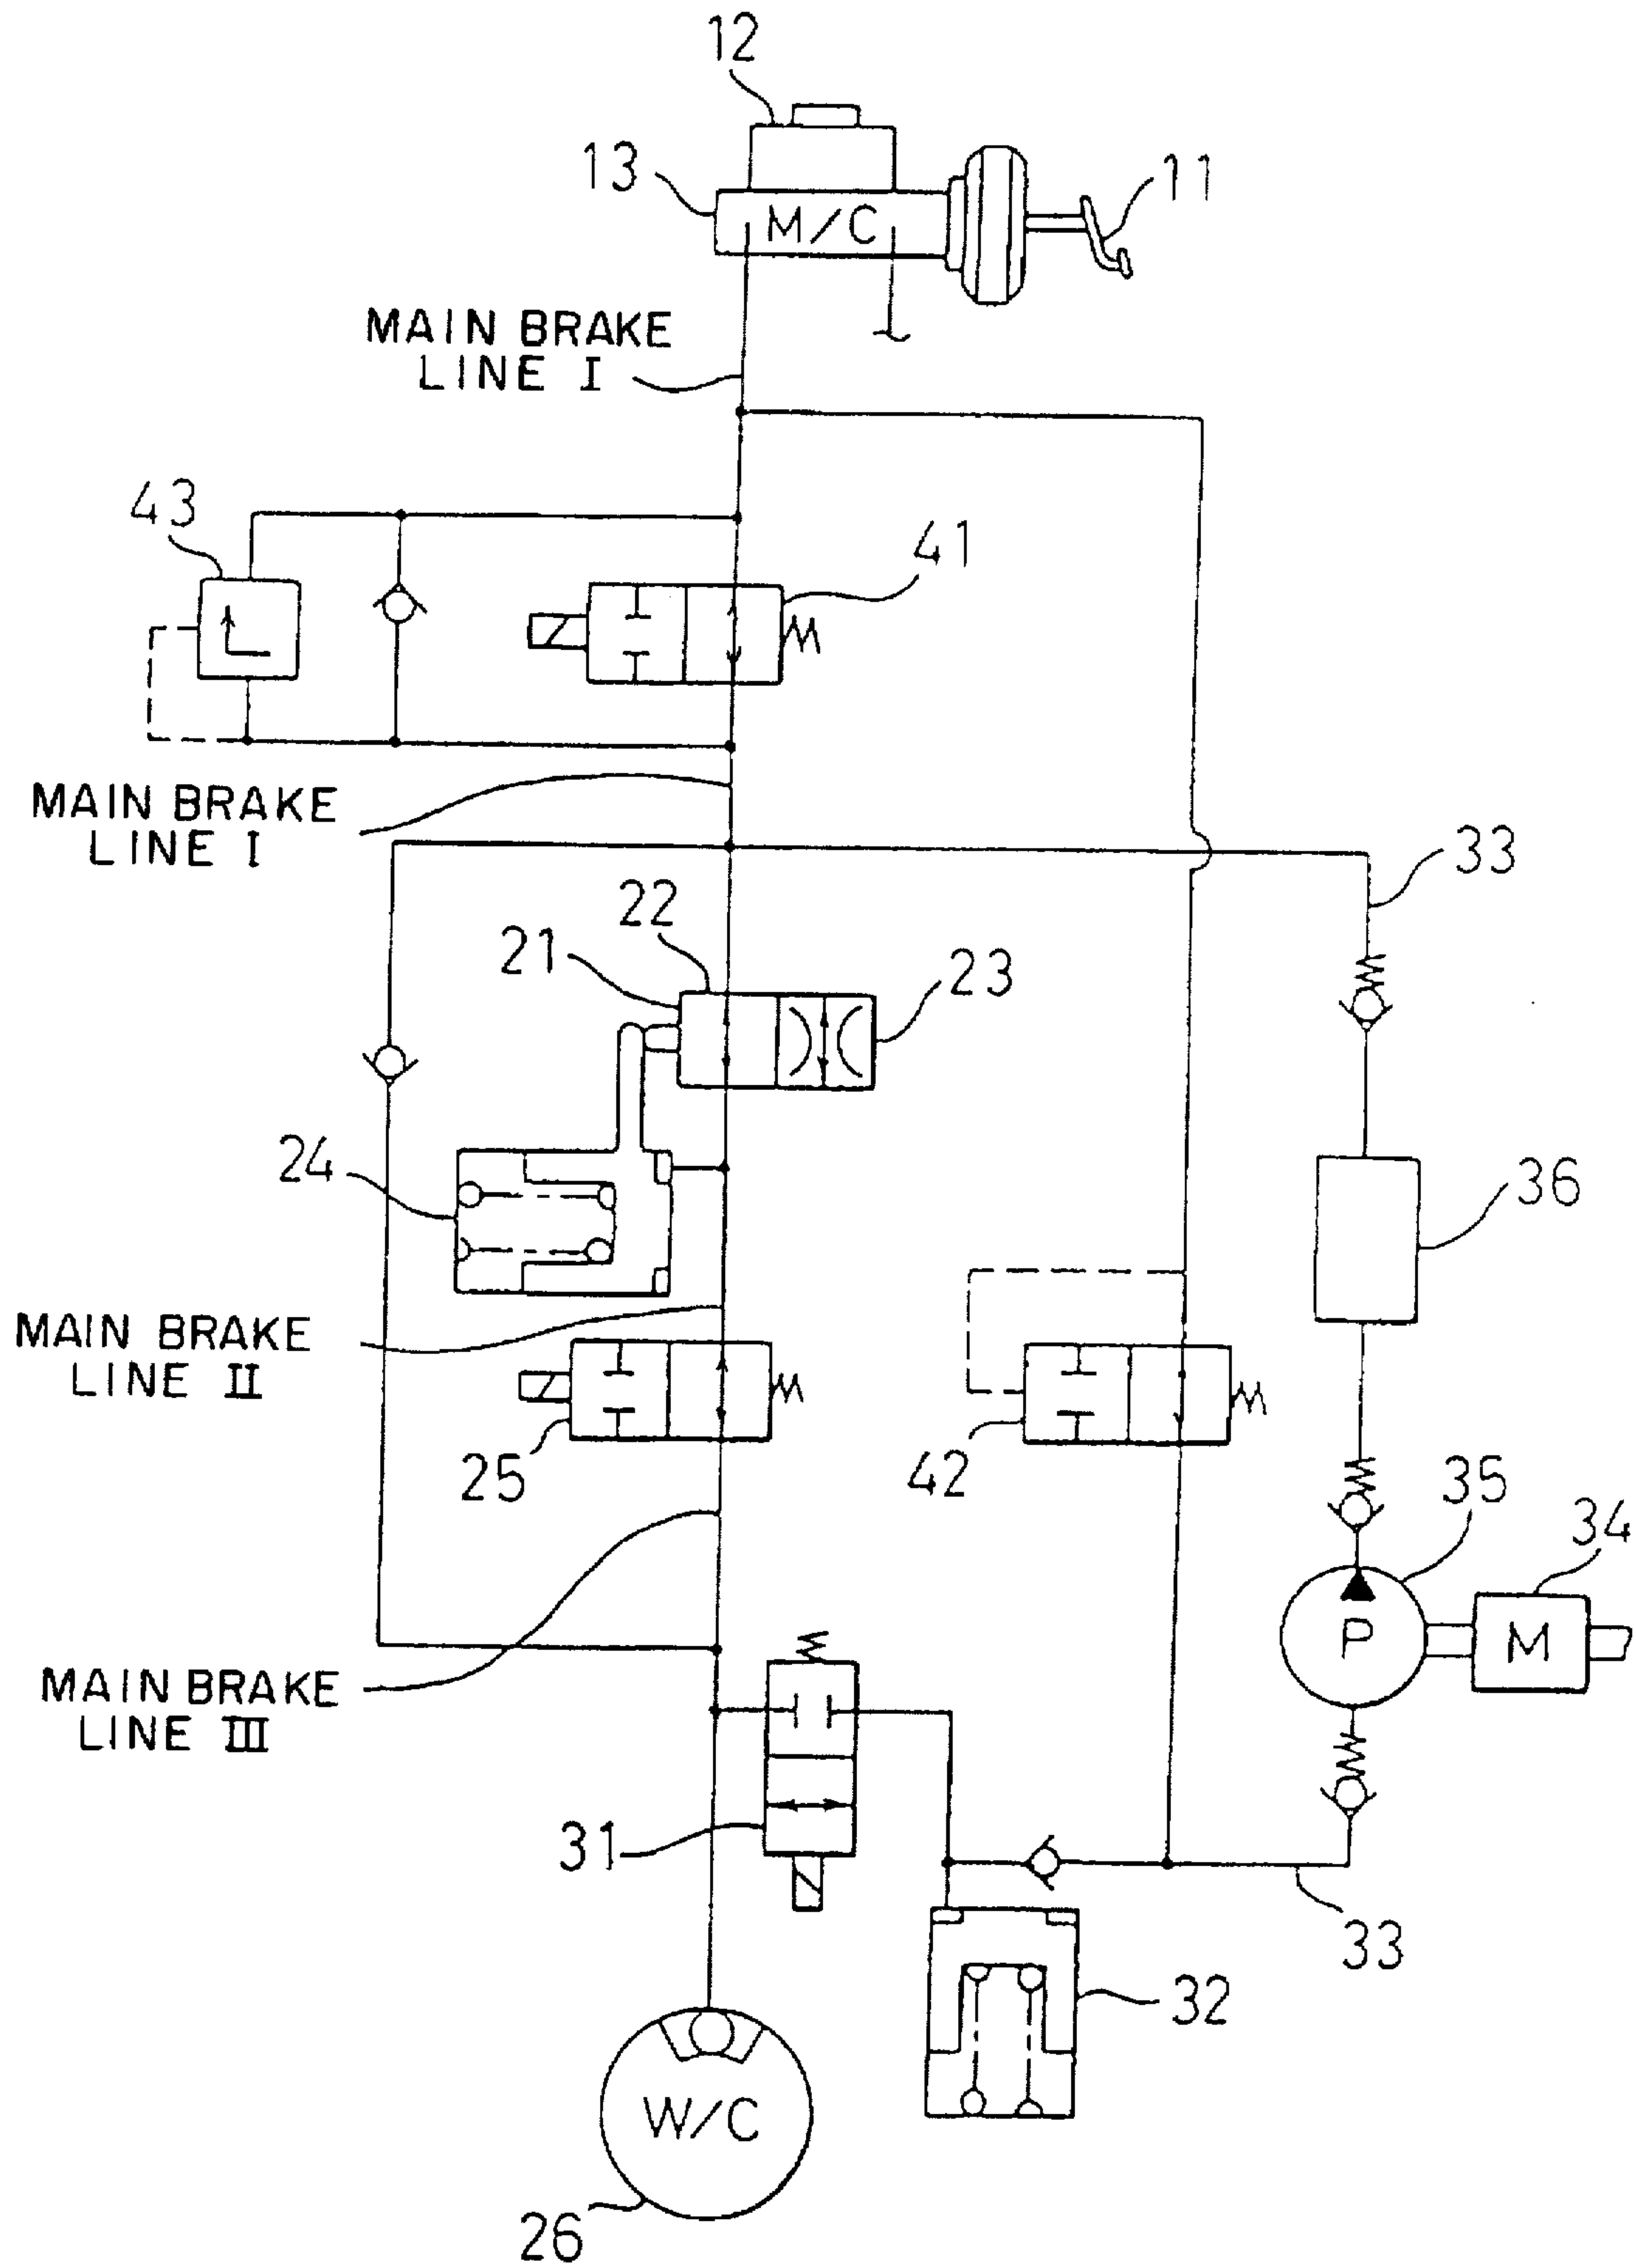 12
13
M/C
11
MAIN BRAKE
LINE I
43
41
MAIN BRAKE
LINE I
33
22
21
23
24
36
MAIN BRAKE
LINE II
25
42
35
34
P
M
MAIN BRAKE
LINE III
31
33
32
W/C
26